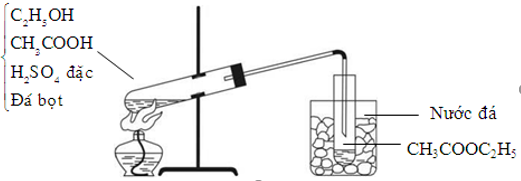 C₂H₅OH
CH₃COOH
H₂SO₄ đặc
Đá bọt
Nước đá
CH3COOC₂H₅